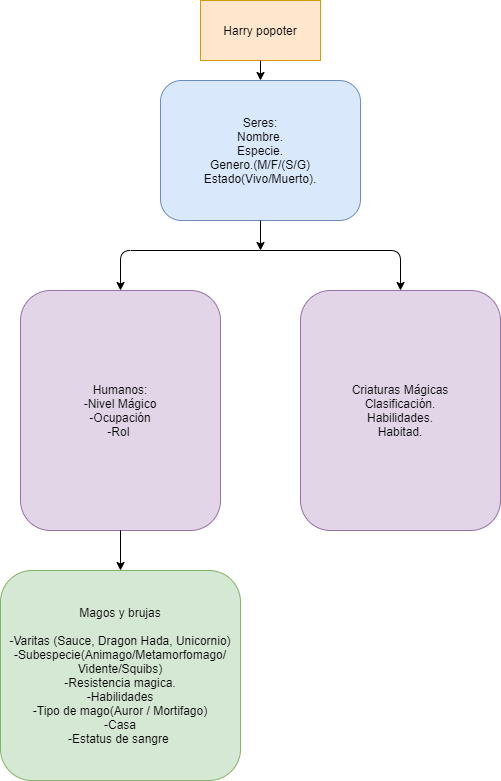 Harry popoter
Seres:
Nombre.
Especie.
Genero.(M/F/(S/G)
Estado(Vivo/Muerto).
Humanos:
-Nivel Mágico
-Ocupación
-Rol
Criaturas Mágicas
Clasificación.
Habilidades.
Habitad.
Magos y brujas
-Varitas (Sauce, Dragon Hada, Unicornio)
-Subespecie(Animago/Metamorfomago/
Vidente/Squibs)
-Resistencia magica.
-Habilidades
-Tipo de mago(Auror / Mortifago)
-Casa
-Estatus de sangre